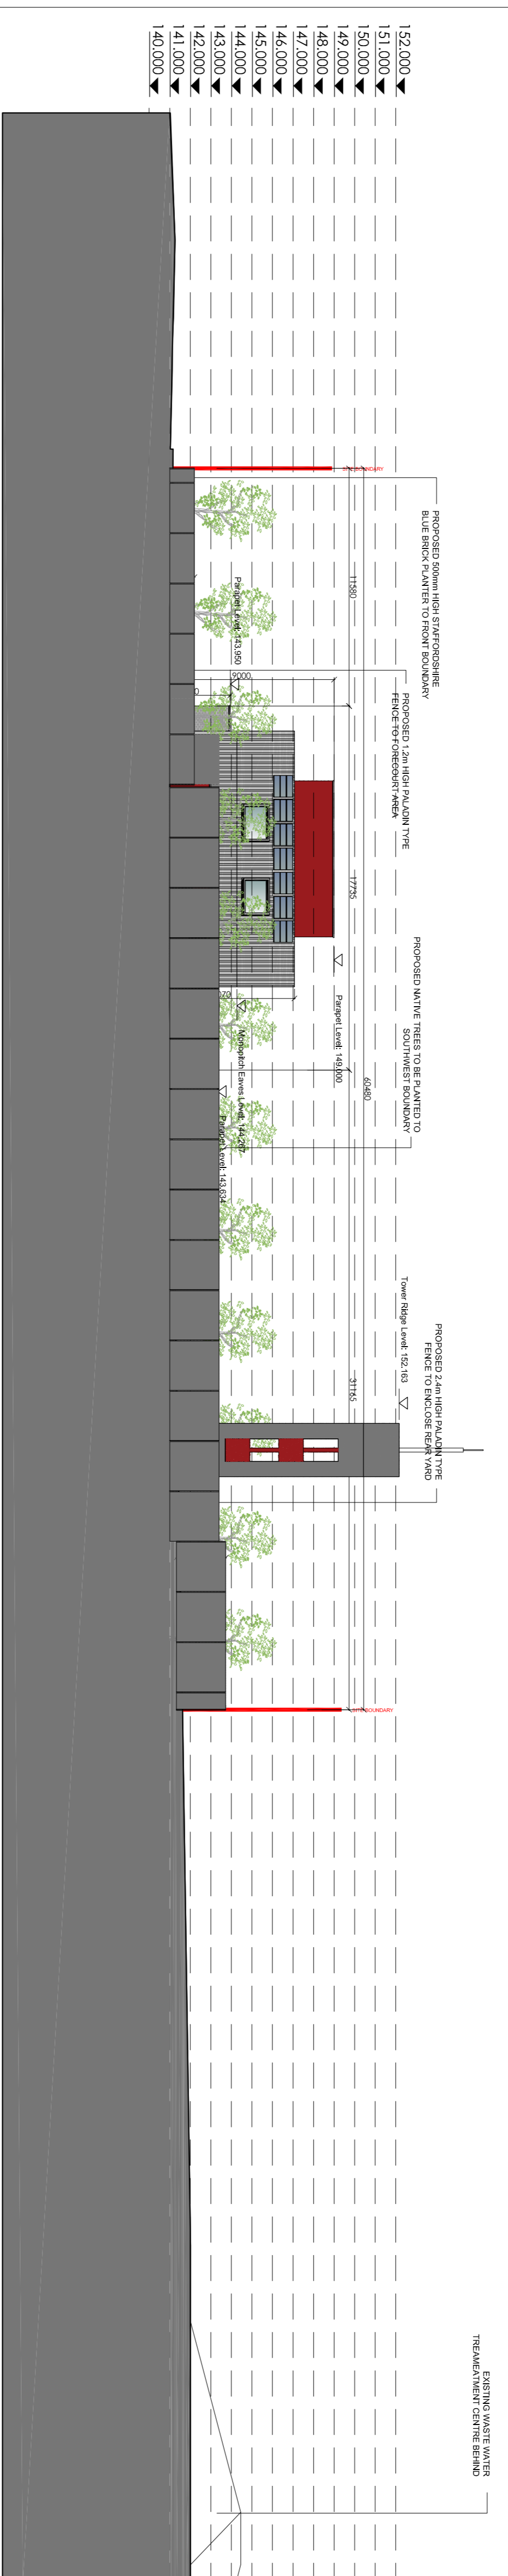 152.000
151.000
150.000
149.000
148.000
147.000
146.000
145.000
144.000
143.000
142.000
141.000
140.000
PROPOSED 500mm HIGH STAFFORDSHIRE
BLUE BRICK PLANTER TO FRONT BOUNDARY
PROPOSED 1.2m HIGH PALADIN TYPE
FENCE TO FORECOURT AREA
PROPOSED NATIVE TREES TO BE PLANTED TO
SOUTHWEST BOUNDARY
PROPOSED 2.4m HIGH PALADIN TYPE
FENCE TO ENCLOSE REAR YARD
EXISTING WASTE WATER
TREAMEATMENT CENTRE BEHIND
Tower Ridge Level: 152.163
SITE BOUNDARY
60480
11580
17735
31165
SITE BOUNDARY
Parapet Level: 149.000
Parapet Level: 143.950
9000
Monopitch Eaves Level: 144.267
Parapet Level: 143.634